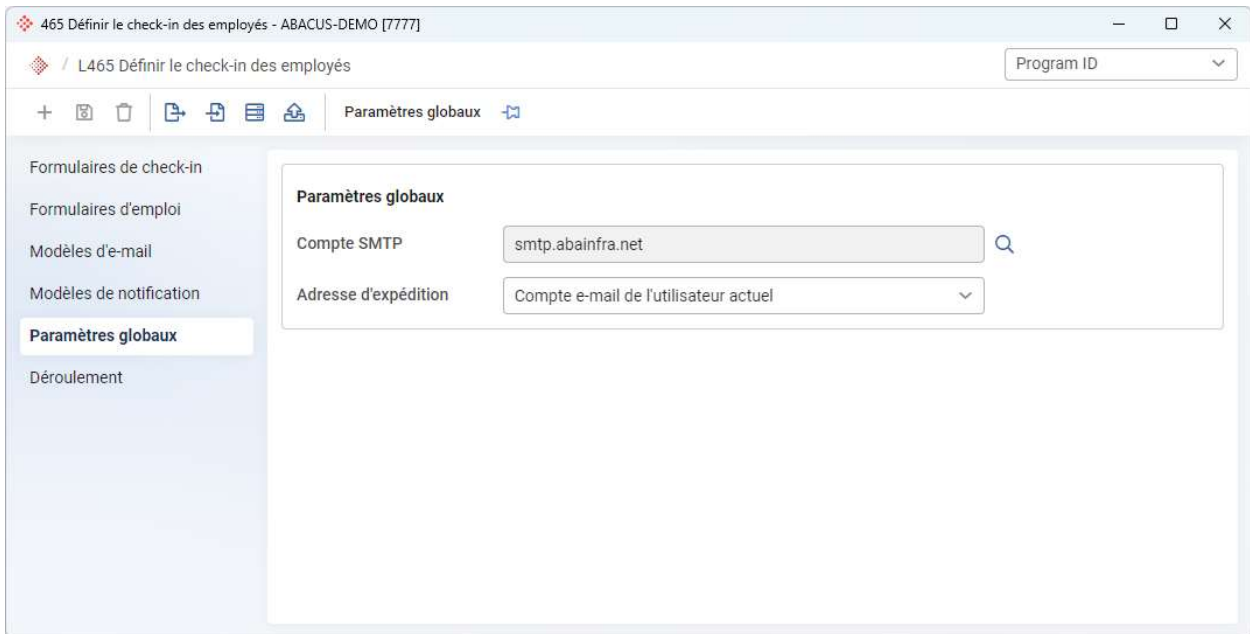 465 Définir le check-in des employés - ABACUS-DEMO [7777]
/ L465 Définir le check-in des employés
Program ID
Paramètres globaux
Formulaires de check-in
Formulaires d'emploi
Modèles d'e-mail
Modèles de notification
Paramètres globaux
Déroulement
Paramètres globaux
Compte SMTP smtp.abainfra.net
Adresse d'expédition Compte e-mail de l'utilisateur actuel